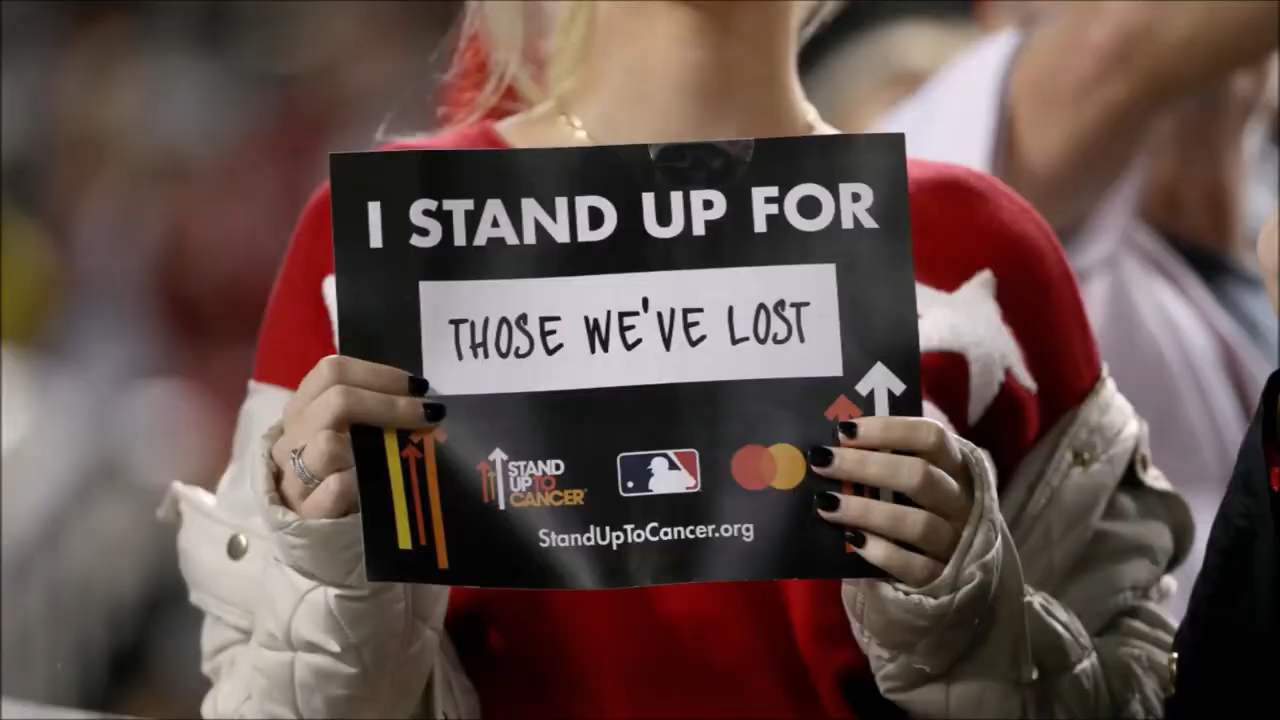 I STAND UP FOR
THOSE WE'VE LOST
STAND
UP TO
CANCER
StandUpToCancer.org